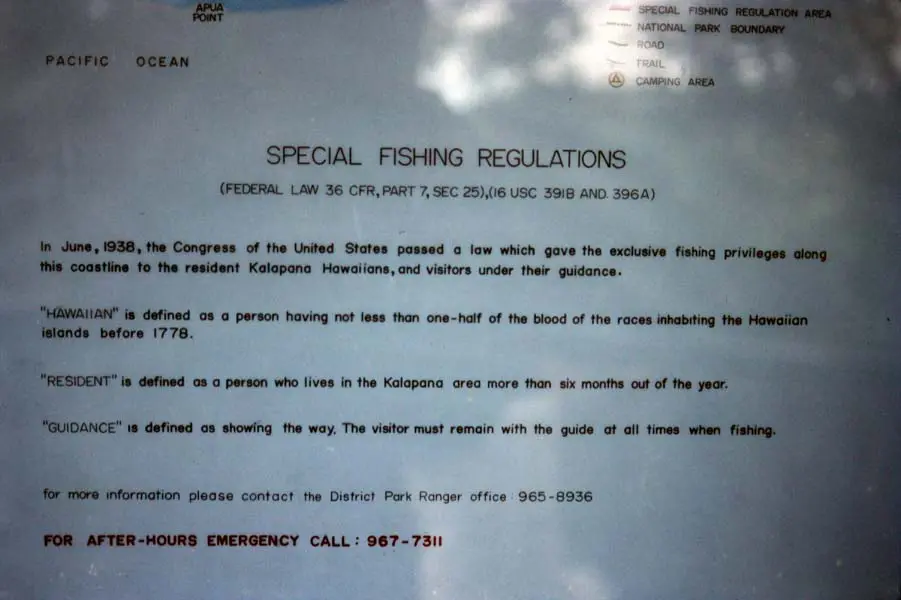 APUA
POINT
PACIFIC OCEAN
SPECIAL FISHING REGULATION AREA
NATIONAL PARK BOUNDARY
ROAD
TRAIL
CAMPING AREA
SPECIAL FISHING REGULATIONS
(FEDERAL LAW 36 CFR, PART 7, SEC 25),(16 USC 391B AND 396A)
In June, 1938, the Congress of the United States passed a law which gave the exclusive fishing privileges along
this coastline to the resident Kalapana Hawaiians, and visitors under their guidance.
"HAWAIIAN" is defined as a person having not less than one-half of the blood of the races inhabiting the Hawaiian
islands before 1778.
"RESIDENT" is defined as a person who lives in the Kalapana area more than six months out of the year.
"GUIDANCE" is defined as showing the way. The visitor must remain with the guide at all times when fishing.
for more information please contact the District Park Ranger office 965-8936
FOR AFTER-HOURS EMERGENCY CALL: 967-7311